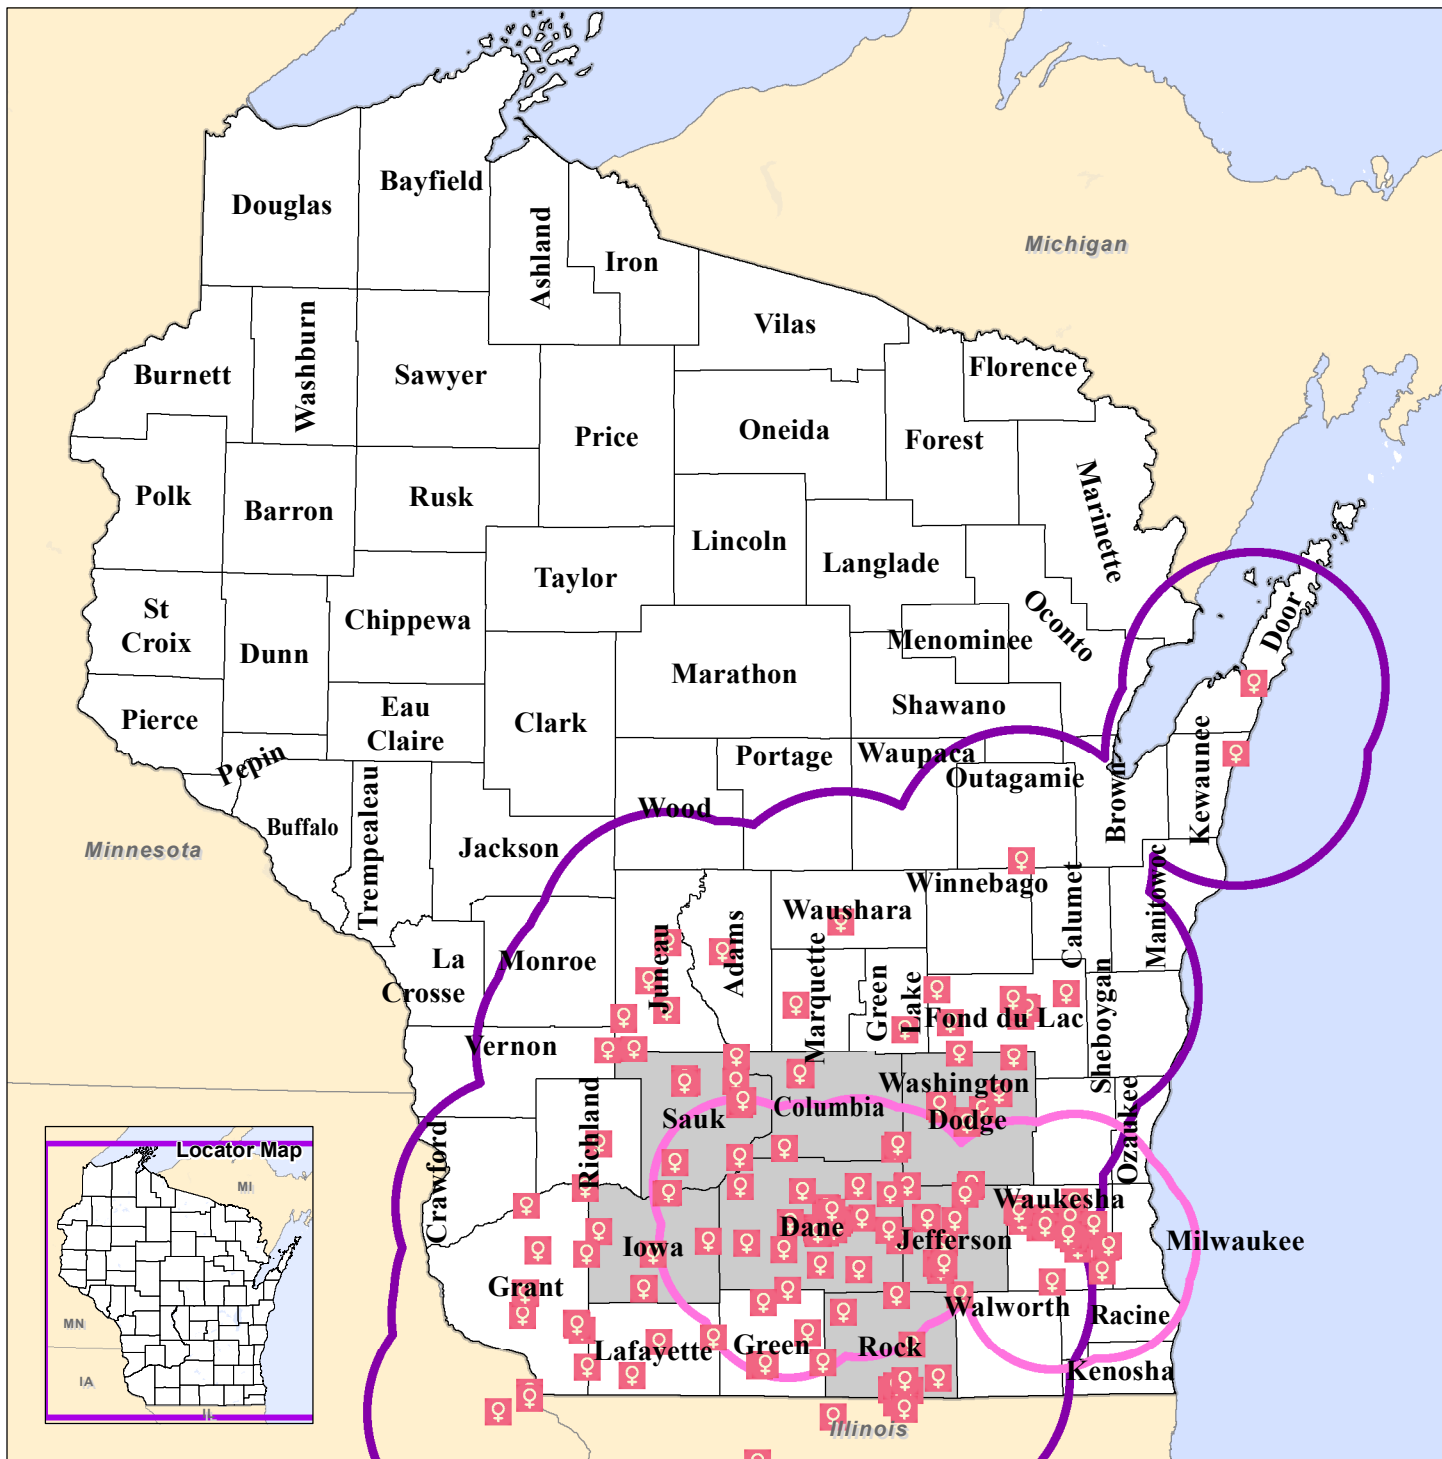 Bayfield
Douglas
Ashland
Iron
Michigan
Vilas
Washburn
Burnett
Sawyer
Florence
Price
Oneida
Forest
Polk
Barron
Rusk
Marinette
Lincoln
Langlade
Taylor
St
Croix
Chippewa
Dunn
Menominee
Oconto
Door
Marathon
Pierce
Eau
Claire
Clark
Shawano
Pepin
Portage
Waupaca
Outagamie
Brown
Kewaunee
Wood
Buffalo
Trempealeau
Minnesota
Jackson
Winnebago
Calumet
Manitowoc
Waushara
Juneau
Adams
Marquette
Green
Lake
La
Crosse
Monroe
Fond du Lac
Sheboygan
Vernon
Washington
Richland
Sauk
Columbia
Dodge
Ozaukee
Crawford
Waukesha
Dane
Iowa
Jefferson
Milwaukee
Grant
Walworth
Racine
Lafayette
Green
Rock
Kenosha
Illinois
Locator Map
MI
MN
IA
IL